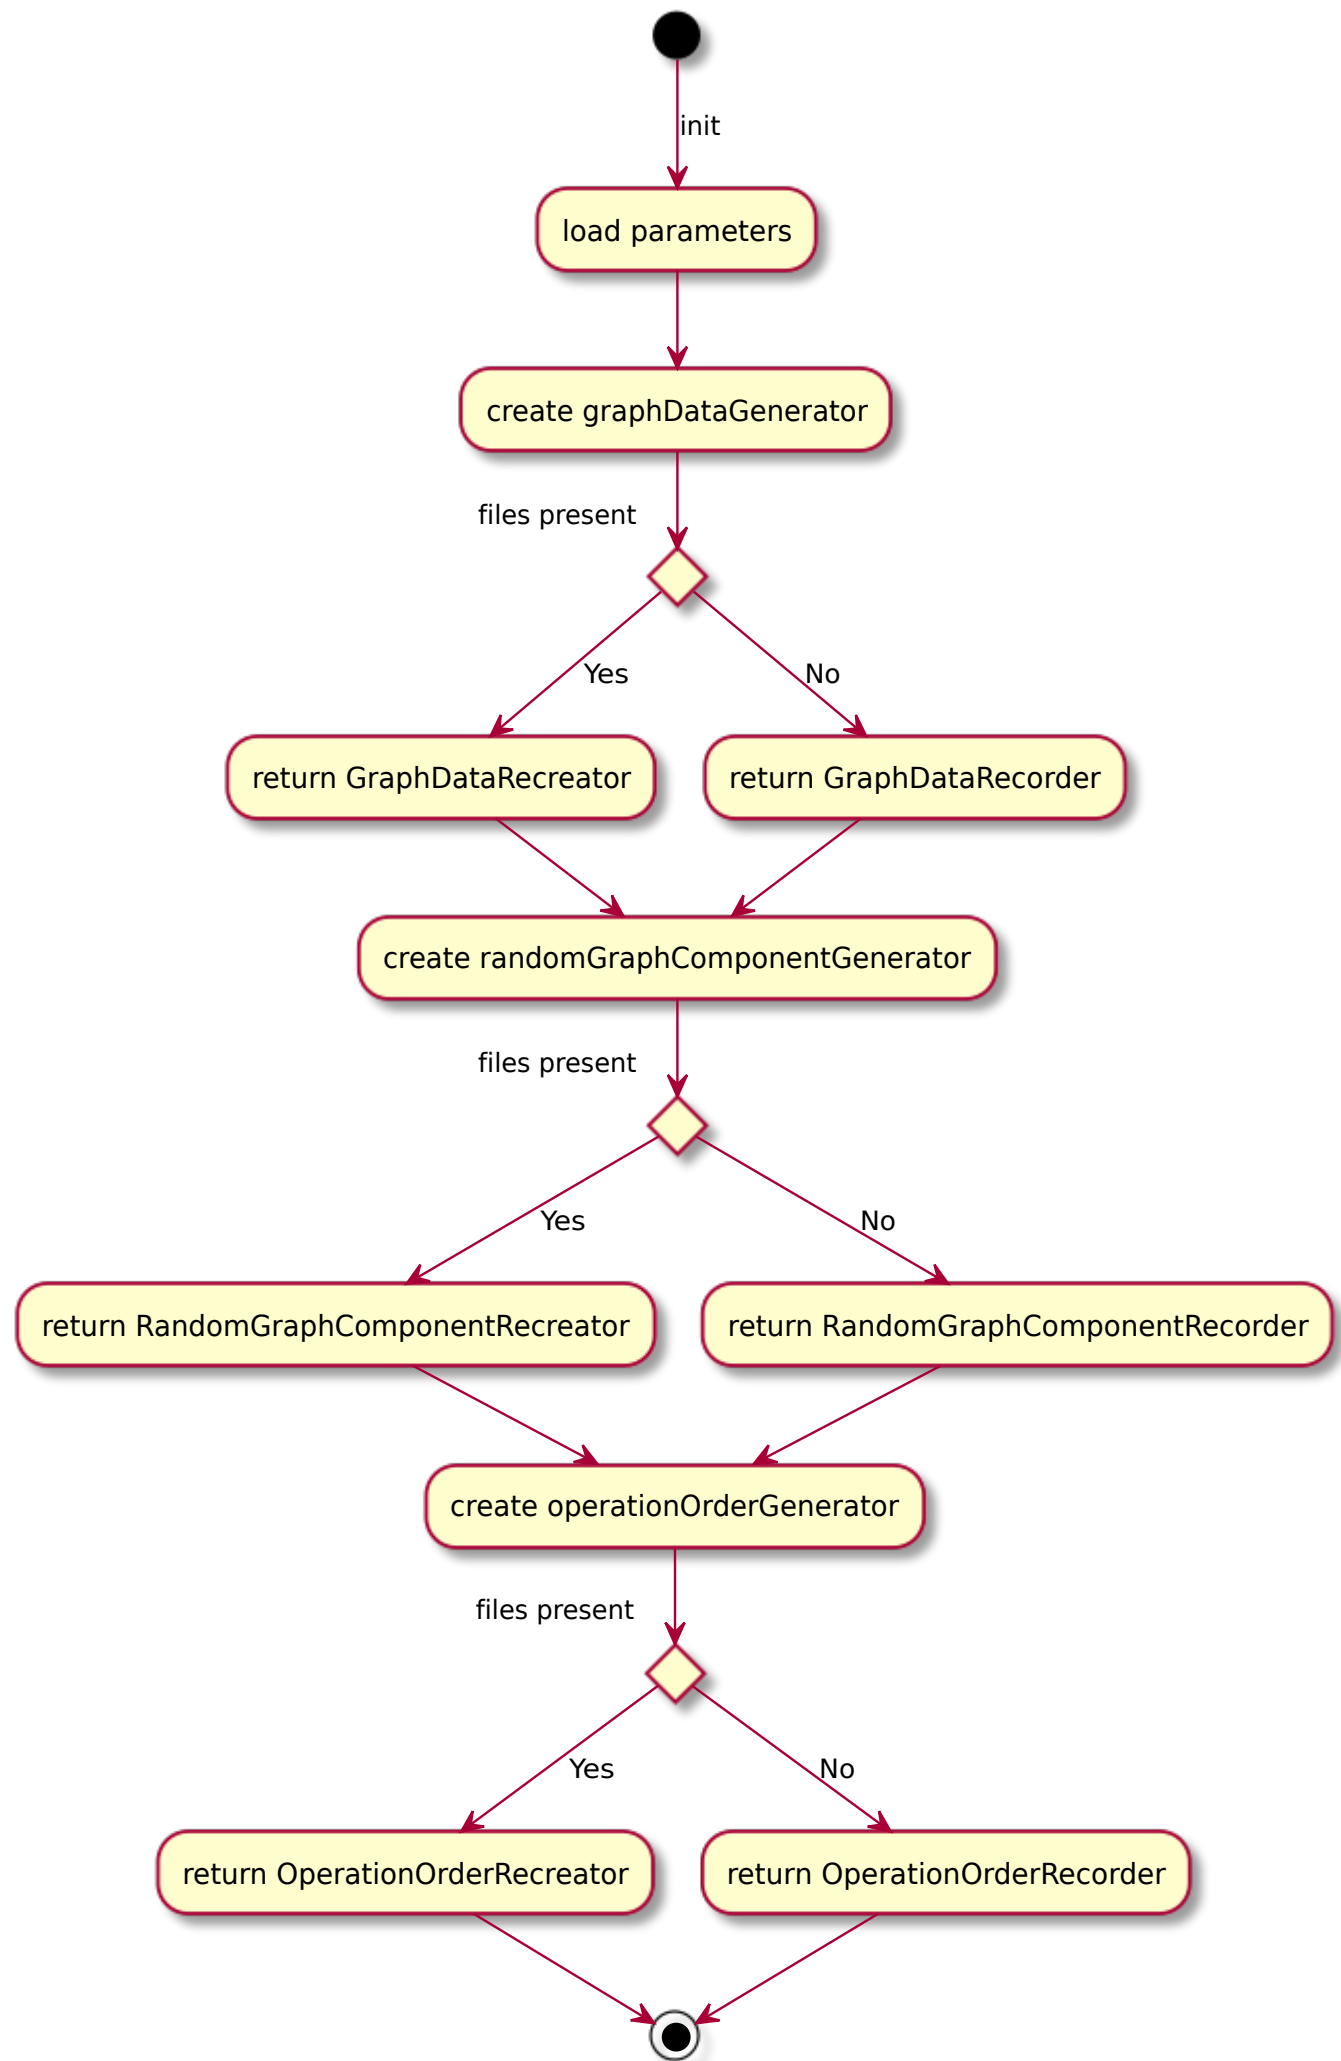 init
load parameters
create graphDataGenerator
files present
Yes
No
return GraphDataRecreator
return GraphDataRecorder
create randomGraphComponentGenerator
files present
Yes
No
return RandomGraphComponentRecreator
return RandomGraphComponentRecorder
create operationOrderGenerator
files present
Yes
No
return OperationOrderRecreator
return OperationOrderRecorder